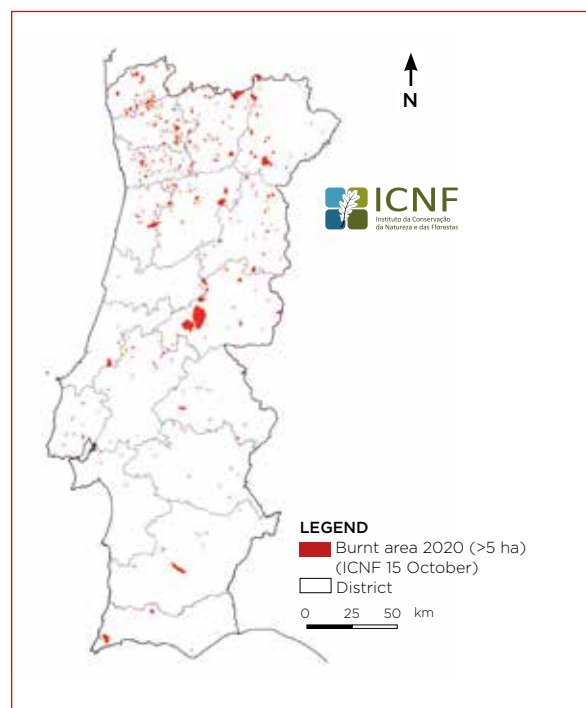 N
ICNF
Instituto da Conservação
da Natureza e das Florestas
LEGEND
Burnt area 2020 (>5 ha)
(ICNF 15 October)
District
0 25 50 km